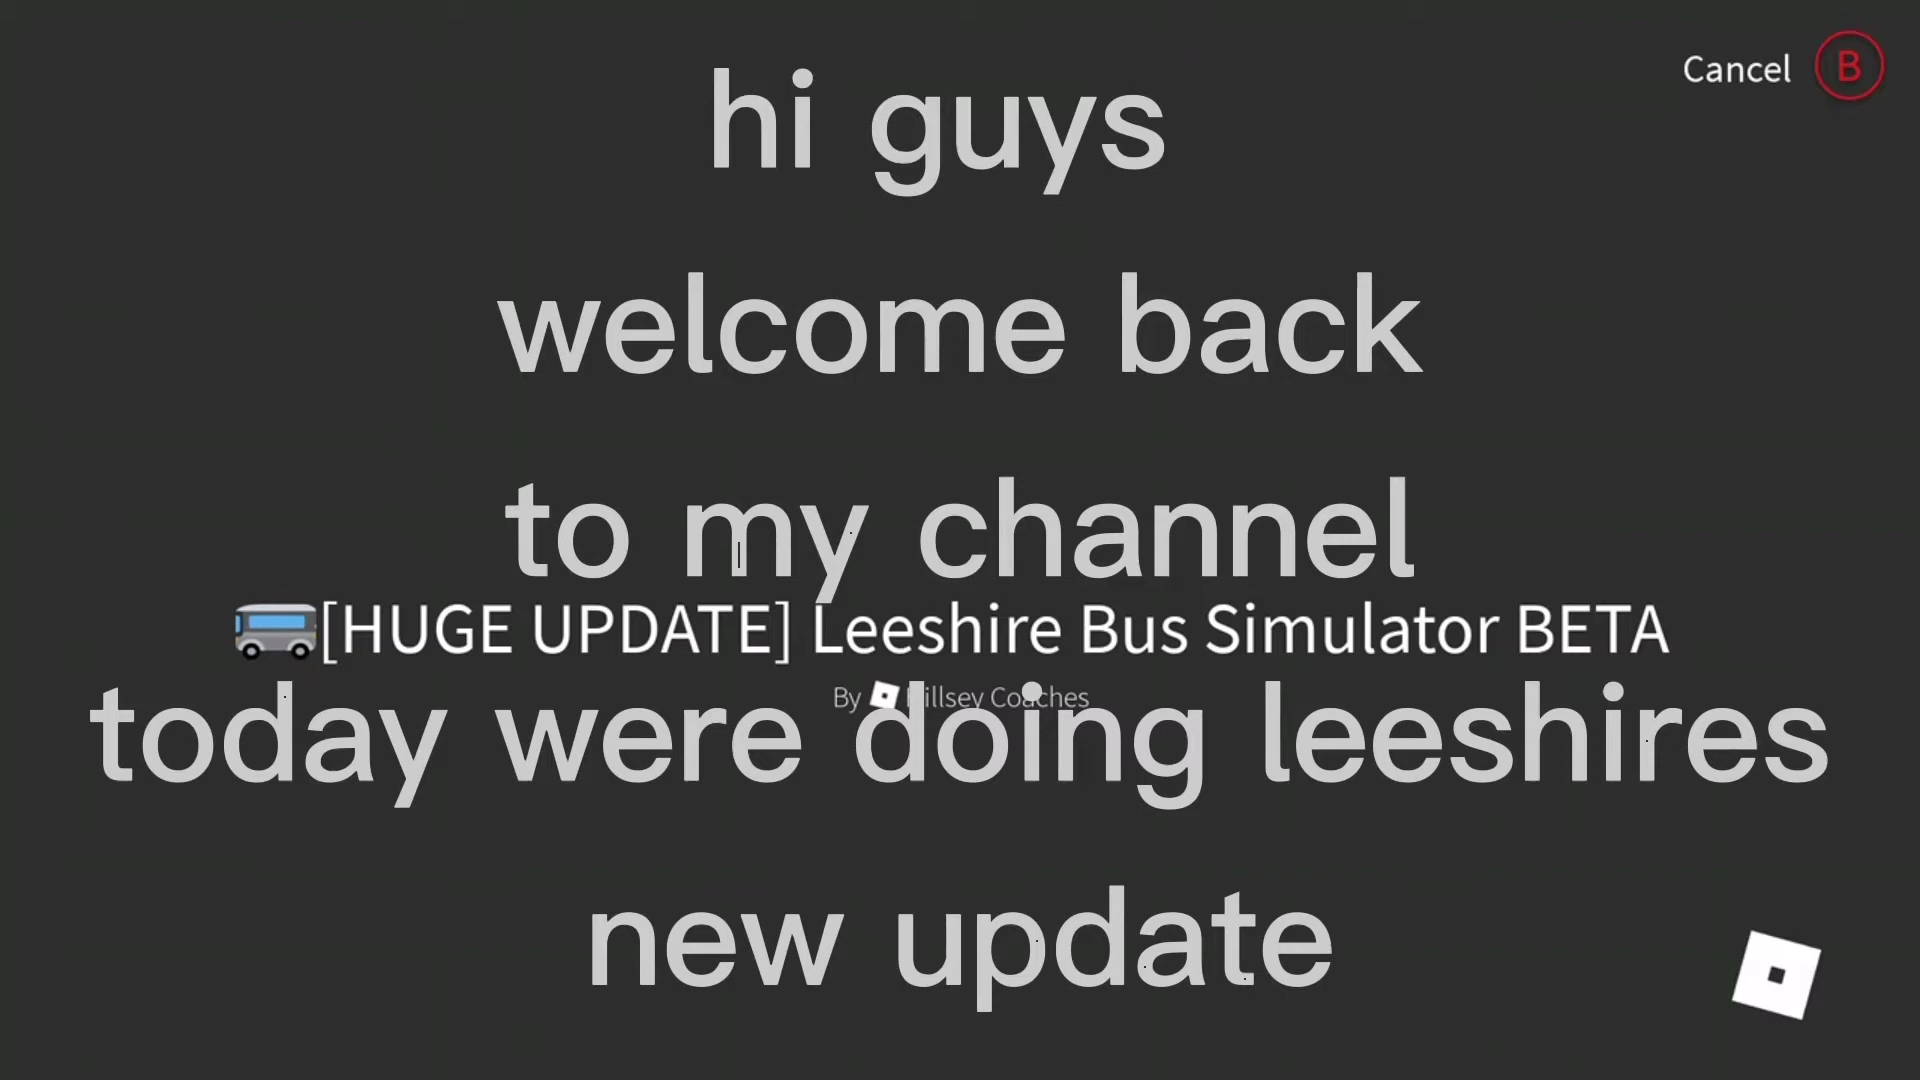 Cancel B
hi guys
welcome back
to my channel
[HUGE UPDATE] Leeshire Bus Simulator BETA
By Coaches
today were doing leeshires
new update